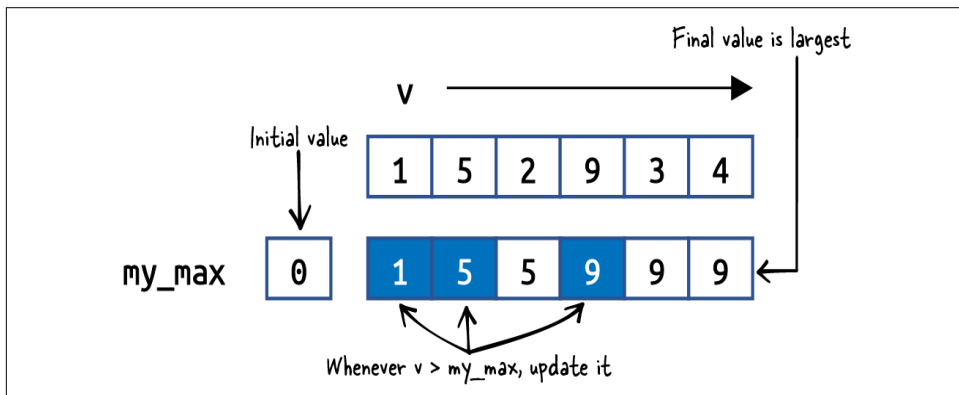 Final value is largest
v
Initial value
1 5 2 9 3 4
my_max 0 1 5 5 9 9 9
Whenever v > my_max, update it